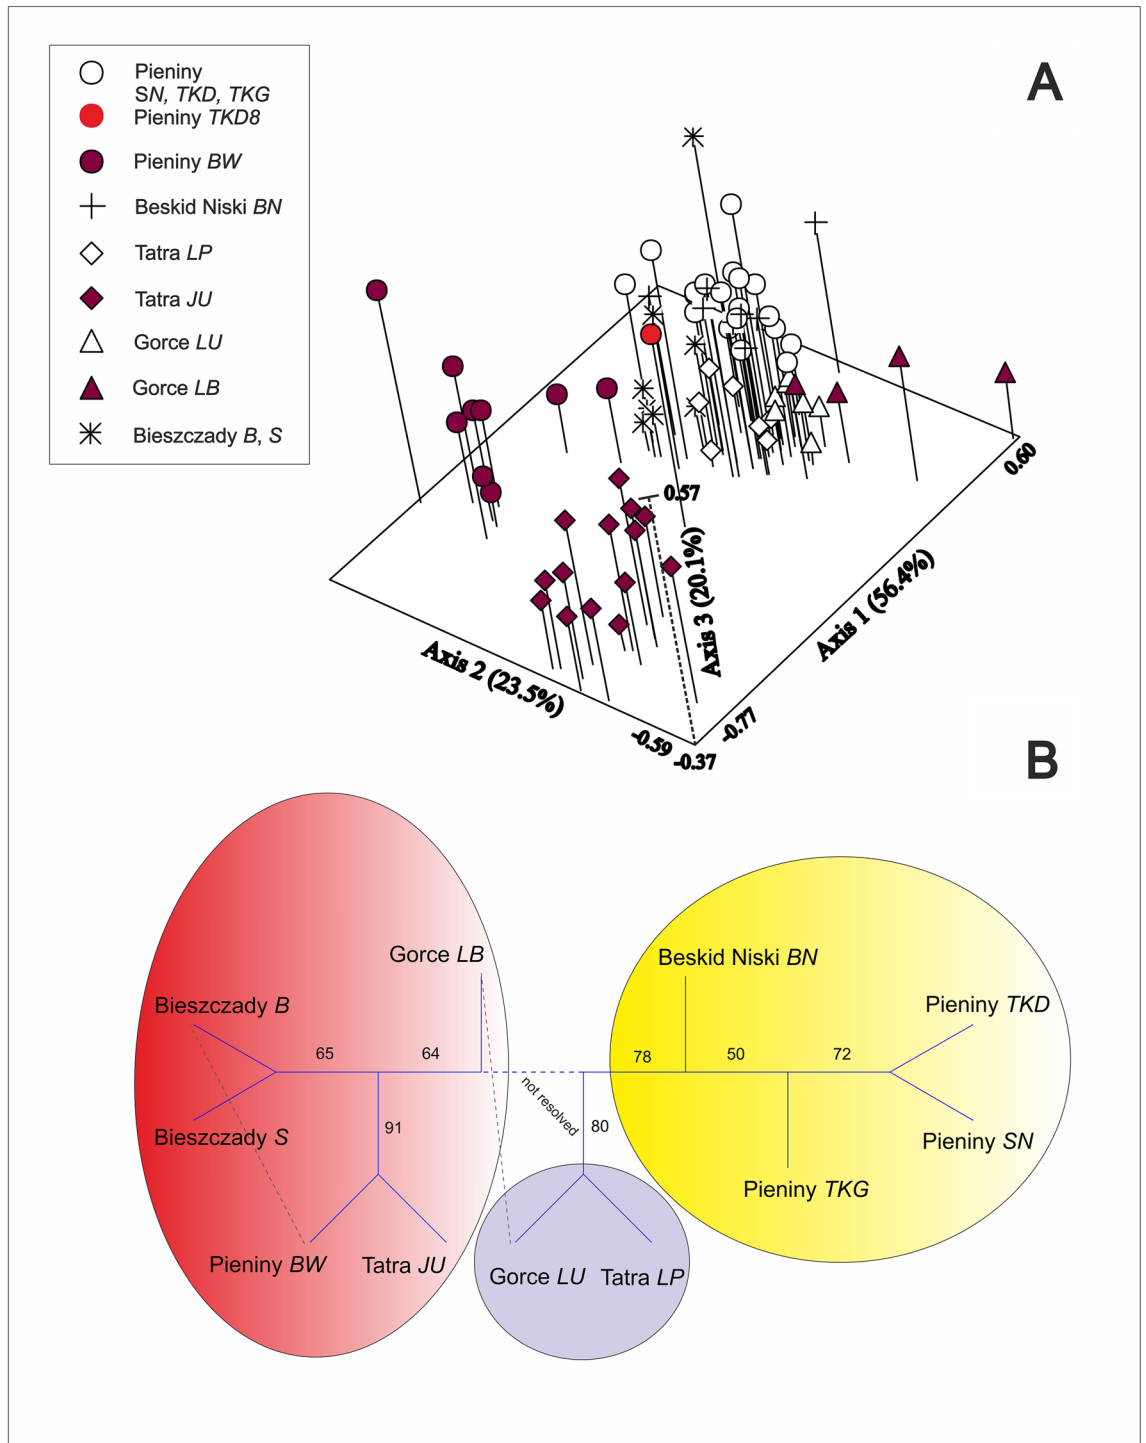 A
Pieniny
SN, TKD, TKG
Pieniny TKD8
Pieniny BW
Beskid Niski BN
Tatra LP
Tatra JU
Gorce LU
Gorce LB
Bieszczady B, S
0.60
0.57
Axis 3 (20.1%)
Axis 1 (56.4%)
Axis 2 (23.5%)
-0.77
-0.59
-0.37
B
Gorce LB
Beskid Niski BN
Bieszczady B
Pieniny TKD
65
64
78
50
72
not resolved
91
80
Bieszczady S
Pieniny SN
Pieniny TKG
Pieniny BW
Tatra JU
Gorce LU
Tatra LP